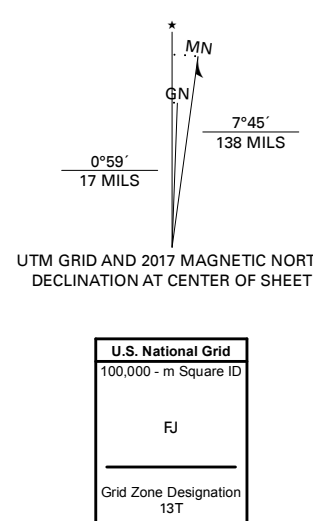 ★
MN
GN
7°45´
138 MILS
0°59´
17 MILS
UTM GRID AND 2017 MAGNETIC NORT
DECLINATION AT CENTER OF SHEET
U.S. National Grid
100,000 - m Square ID
FJ
Grid Zone Designation
13T